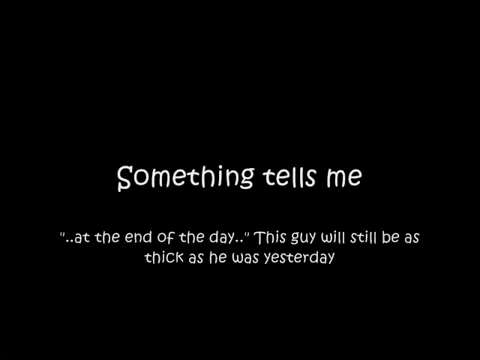 Something tells me
"..at the end of the day.." This guy will still be as
thick as he was yesterday